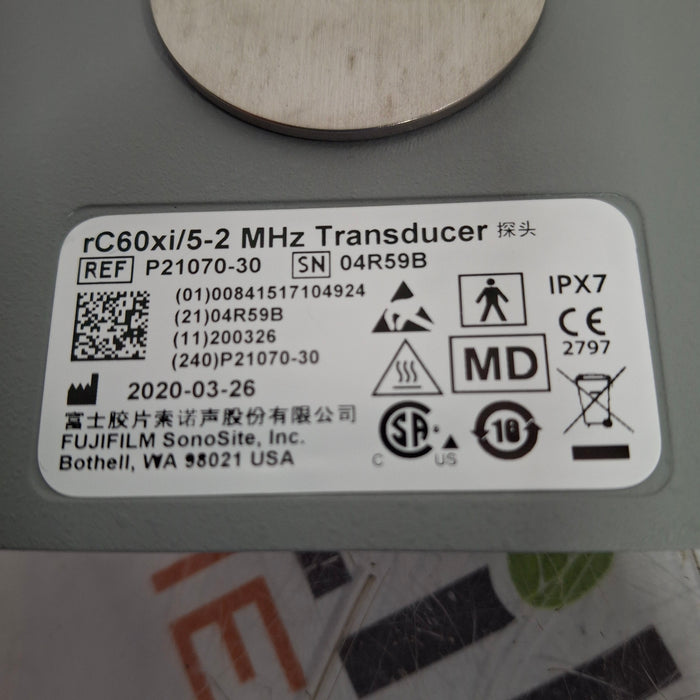 rC60xi/5-2 MHz Transducer 探头
REF P21070-30 SN 04R59B
(01)00841517104924
(21)04R59B
(11)200326
(240)P21070-30
IPX7
CE
2797
MD
2020-03-26
富士胶片索诺声股份有限公司
FUJIFILM SonoSite, Inc.
Bothell, WA 98021 USA
SA
C US
10